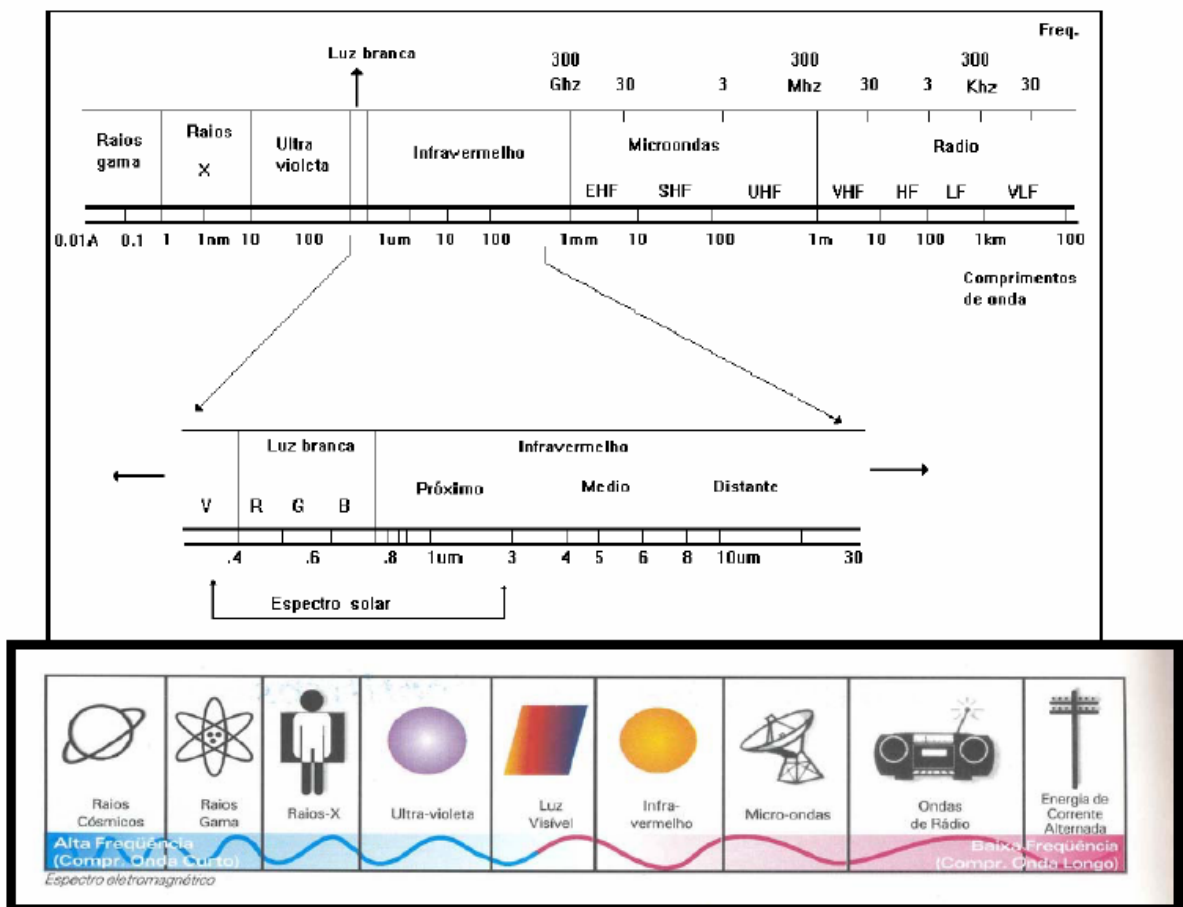 Freq.
Luz branca
300 300 300
Ghz 30 3 Mhz 30 3 Khz 30
Raios gama
Raios X
Ultra violeta
Infravermelho
Microondas
Radio
EHF SHF UHF VHF HF LF VLF
0.01A 0.1 1 1nm 10 100 1um 10 100 1mm 10 100 1m 10 100 1km 100
Comprimentos
de onda
Luz branca Infravermelho
Próximo Medio Distante
V R G B
.4 .6 .8 1um 3 4 5 6 8 10um 30
Espectro solar
Raios
Cósmicos
Raios
Gama
Raios-X
Ultra-violeta
Luz
Visível
Infra-
vermelho
Micro-ondas
Ondas
de Rádio
Energia de
Corrente
Alternada
Alta Freqüência
(Compr. Onda Curto)
Baixa Freqüência
(Compr. Onda Longo)
Espectro eletromagnético